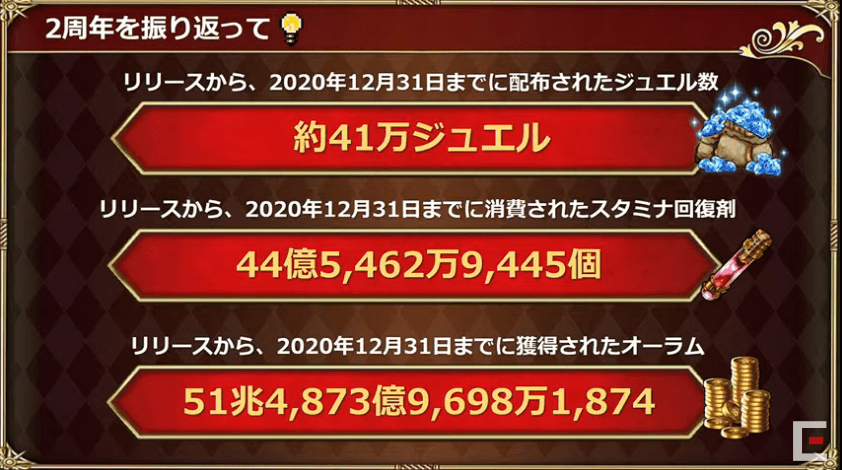 2周年を振り返って
リリースから、2020年12月31日までに配布されたジュエル数
約41万ジュエル
リリースから、2020年12月31日までに消費されたスタミナ回復剤
44億5,462万9,445個
リリースから、2020年12月31日までに獲得されたオーラム
51兆4,873億9,698万1,874